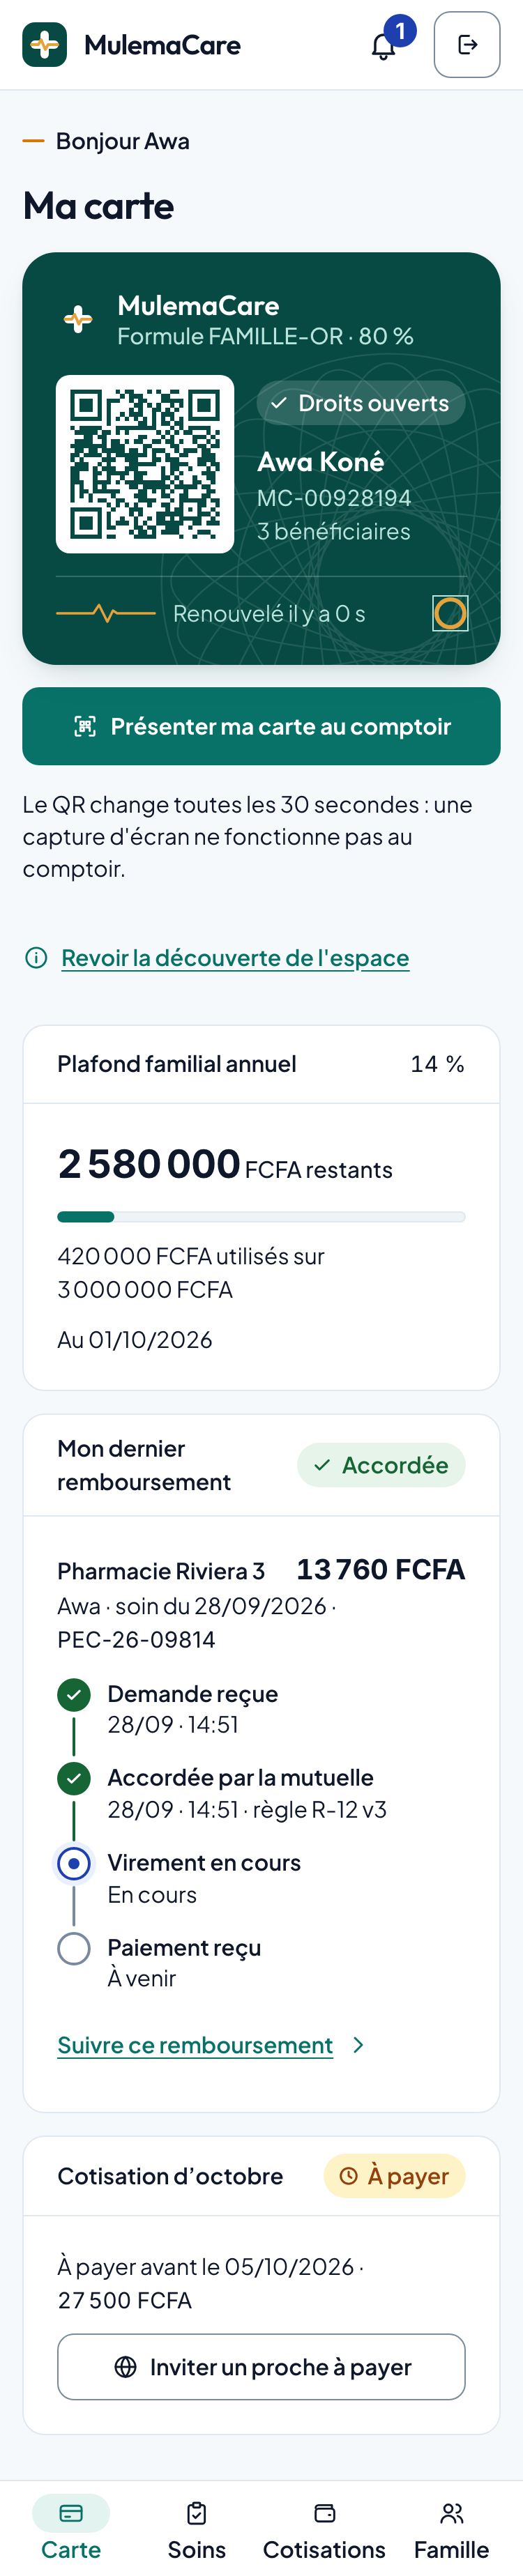 MulemaCare
1
Bonjour Awa
Ma carte
MulemaCare
Formule FAMILLE-OR · 80 %
Droits ouverts
Awa Koné
MC-00928194
3 bénéficiaires
Renouvelé il y a 0 s
Présenter ma carte au comptoir
Le QR change toutes les 30 secondes : une
capture d'écran ne fonctionne pas au
comptoir.
Revoir la découverte de l'espace
Plafond familial annuel
14 %
2 580 000 FCFA restants
420 000 FCFA utilisés sur
3 000 000 FCFA
Au 01/10/2026
Mon dernier
remboursement
Accordée
Pharmacie Riviera 3
13 760 FCFA
Awa · soin du 28/09/2026 ·
PEC-26-09814
Demande reçue
28/09 · 14:51
Accordée par la mutuelle
28/09 · 14:51 · règle R-12 v3
Virement en cours
En cours
Paiement reçu
À venir
Suivre ce remboursement
Cotisation d’octobre
À payer
À payer avant le 05/10/2026 ·
27 500 FCFA
Inviter un proche à payer
Carte
Soins
Cotisations
Famille